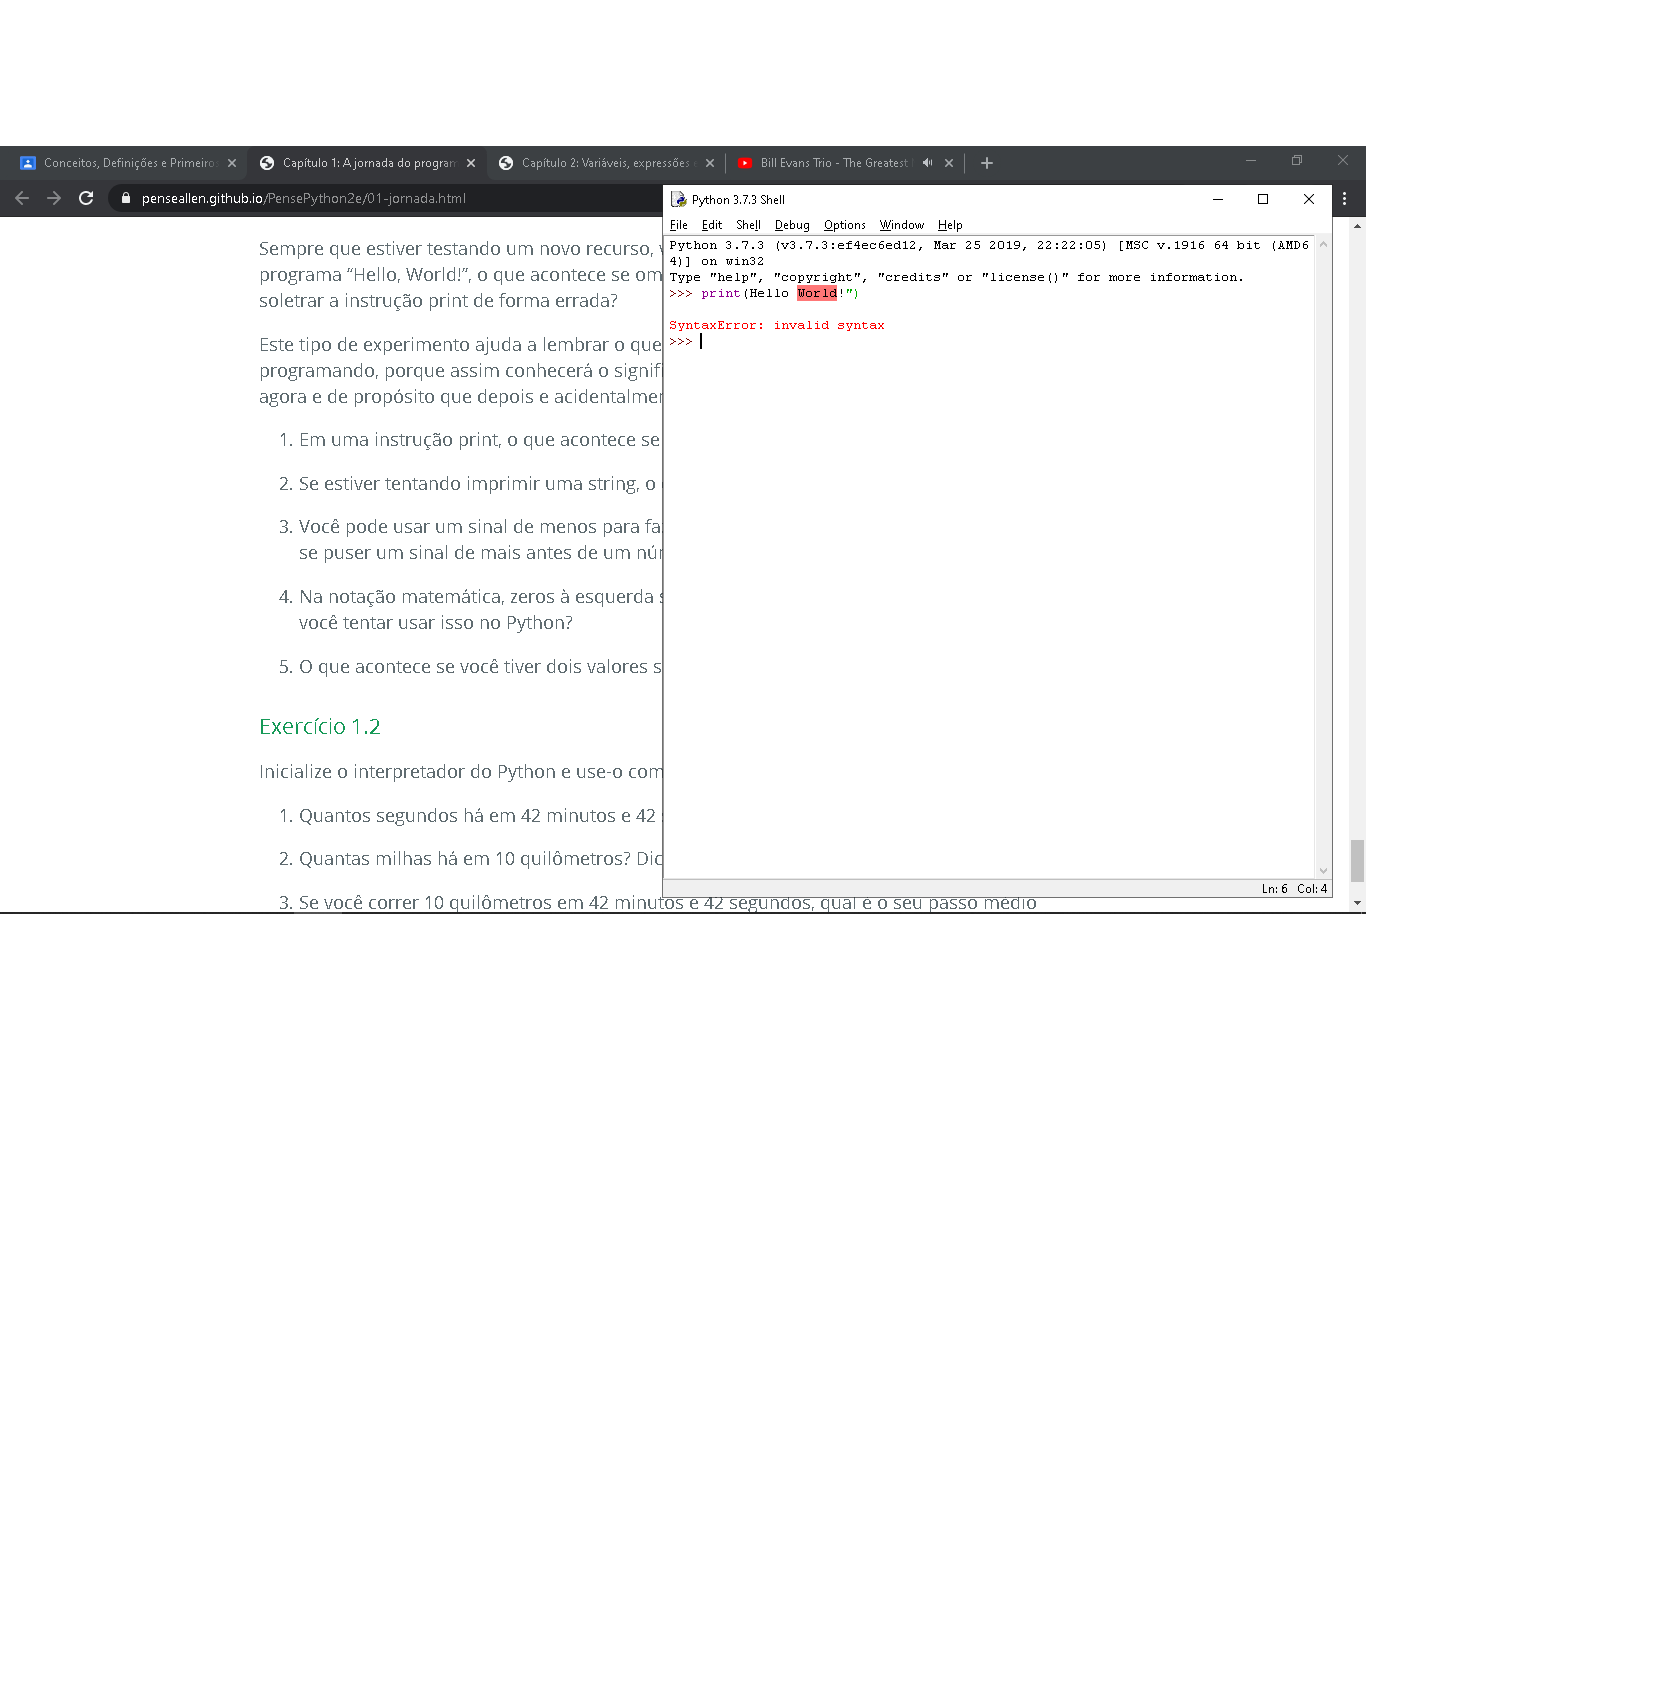 Conceitos, Definições e Primeiros
Capítulo 1: A jornada do program
Capítulo 2: Variáveis, expressões
Bill Evans Trio - The Greatest
penseallen.github.io/PensePython2e/01-jornada.html
Sempre que estiver testando um novo recurso,
programa “Hello, World!”, o que acontece se om
soletrar a instrução print de forma errada?
Este tipo de experimento ajuda a lembrar o que
programando, porque assim conhecerá o signif
agora e de propósito que depois e acidentalmer
1. Em uma instrução print, o que acontece se
2. Se estiver tentando imprimir uma string, o
3. Você pode usar um sinal de menos para fa
se puser um sinal de mais antes de um núr
4. Na notação matemática, zeros à esquerda s
você tentar usar isso no Python?
5. O que acontece se você tiver dois valores s
Exercício 1.2
Inicialize o interpretador do Python e use-o com
1. Quantos segundos há em 42 minutos e 42
2. Quantas milhas há em 10 quilômetros? Dic
3. Se você correr 10 quilômetros em 42 minutos e 42 segundos, qual é o seu passo médio
Python 3.7.3 Shell
File Edit Shell Debug Options Window Help
Python 3.7.3 (v3.7.3:ef4ec6ed12, Mar 25 2019, 22:22:05) [MSC v.1916 64 bit (AMD6
4)] on win32
Type "help", "copyright", "credits" or "license()" for more information.
>>> print(Hello World!")
SyntaxError: invalid syntax
>>>
Ln: 6 Col: 4